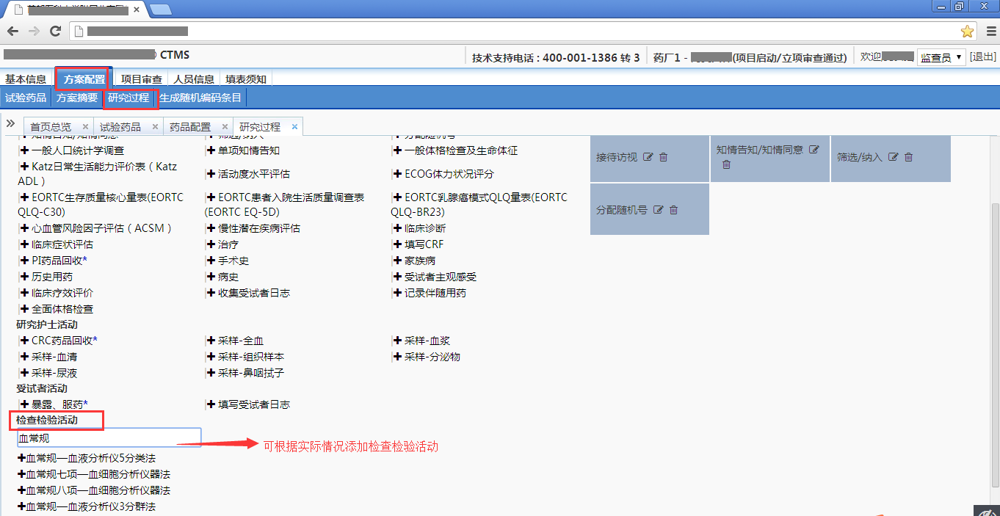 CTMS
技术支持电话：400-001-1386 转 3
药厂1 -
(项目启动/立项审查通过)
欢迎
监查员
[退出]
基本信息 方案配置 项目审查 人员信息 填表须知
试验药品 方案摘要 研究过程 生成随机编码条目
首页总览 试验药品 药品配置 研究过程
知情告知/知情同意 筛选/纳入 分配随机号
一般人口统计学调查 单项知情告知 一般体格检查及生命体征
Katz日常生活能力评价表（Katz
ADL） 活动度水平评估 ECOG体力状况评分
EORTC生存质量核心量表(EORTC EORTC患者入院生活质量调查表 EORTC乳腺癌模式QLQ量表(EORTC
QLQ-C30) (EORTC EQ-5D) QLQ-BR23)
心血管风险因子评估（ACSM） 慢性潜在疾病评估 临床诊断
临床症状评估 治疗 填写CRF
PI药品回收* 手术史 家族病
历史用药 病史 受试者主观感受
临床疗效评价 收集受试者日志 记录伴随用药
全面体格检查
研究护士活动
CRC药品回收* 采样-全血 采样-血浆
采样-血清 采样-组织样本 采样-分泌物
采样-尿液 采样-鼻咽拭子
受试者活动
暴露、服药* 填写受试者日志
检查检验活动
血常规
可根据实际情况添加检查检验活动
血常规—血液分析仪5分类法
血常规七项—血细胞分析仪器法
血常规八项—血细胞分析仪器法
血常规—血液分析仪3分群法
接待访视 知情告知/知情同意 筛选/纳入
分配随机号